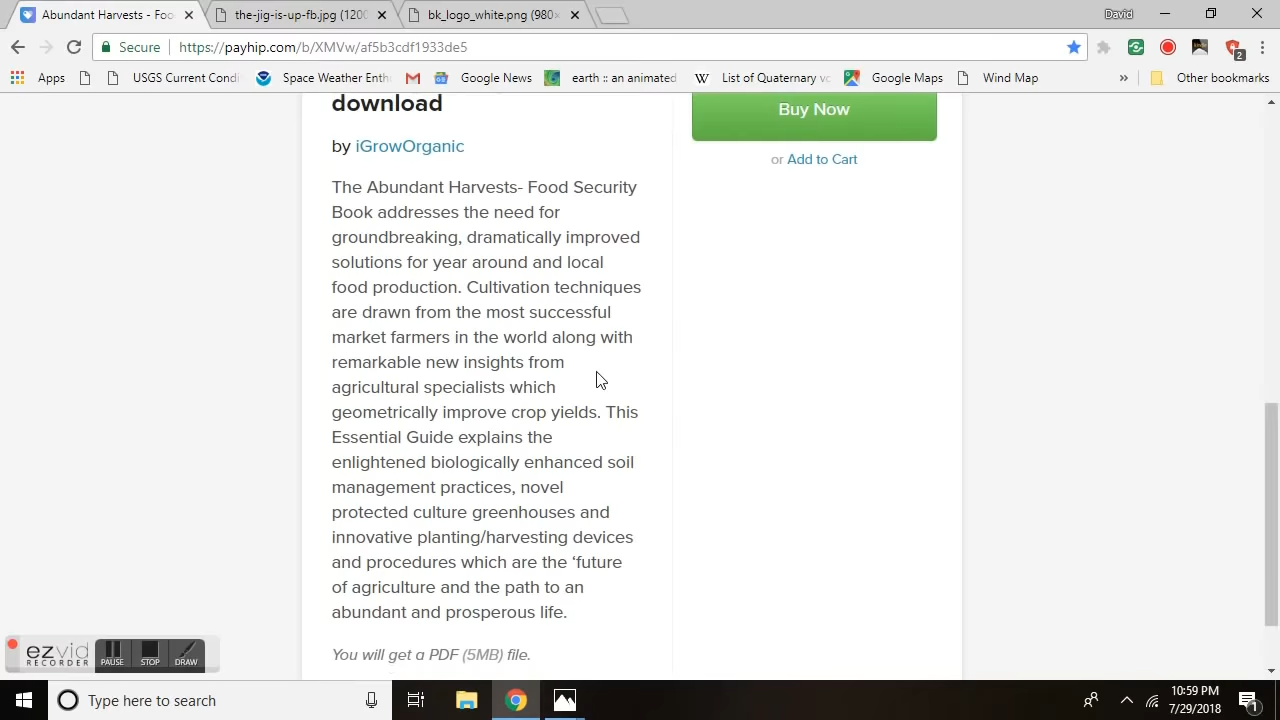 Abundant Harvests - Foo
the-jig-is-up-fb.jpg (1200
bk_logo_white.png (980×
David
Secure
https://payhip.com/b/XMVw/af5b3cdf1933de5
2
Apps
USGS Current Condi
Space Weather Enth
Google News
earth :: an animated
W
List of Quaternary vo
Google Maps
Wind Map
»
Other bookmarks
download
Buy Now
or Add to Cart
by iGrowOrganic
The Abundant Harvests- Food Security
Book addresses the need for
groundbreaking, dramatically improved
solutions for year around and local
food production. Cultivation techniques
are drawn from the most successful
market farmers in the world along with
remarkable new insights from
agricultural specialists which
geometrically improve crop yields. This
Essential Guide explains the
enlightened biologically enhanced soil
management practices, novel
protected culture greenhouses and
innovative planting/harvesting devices
and procedures which are the ‘future
of agriculture and the path to an
abundant and prosperous life.
You will get a PDF (5MB) file.
ezvid
RECORDER
PAUSE
STOP
DRAW
Type here to search
10:59 PM
7/29/2018
1